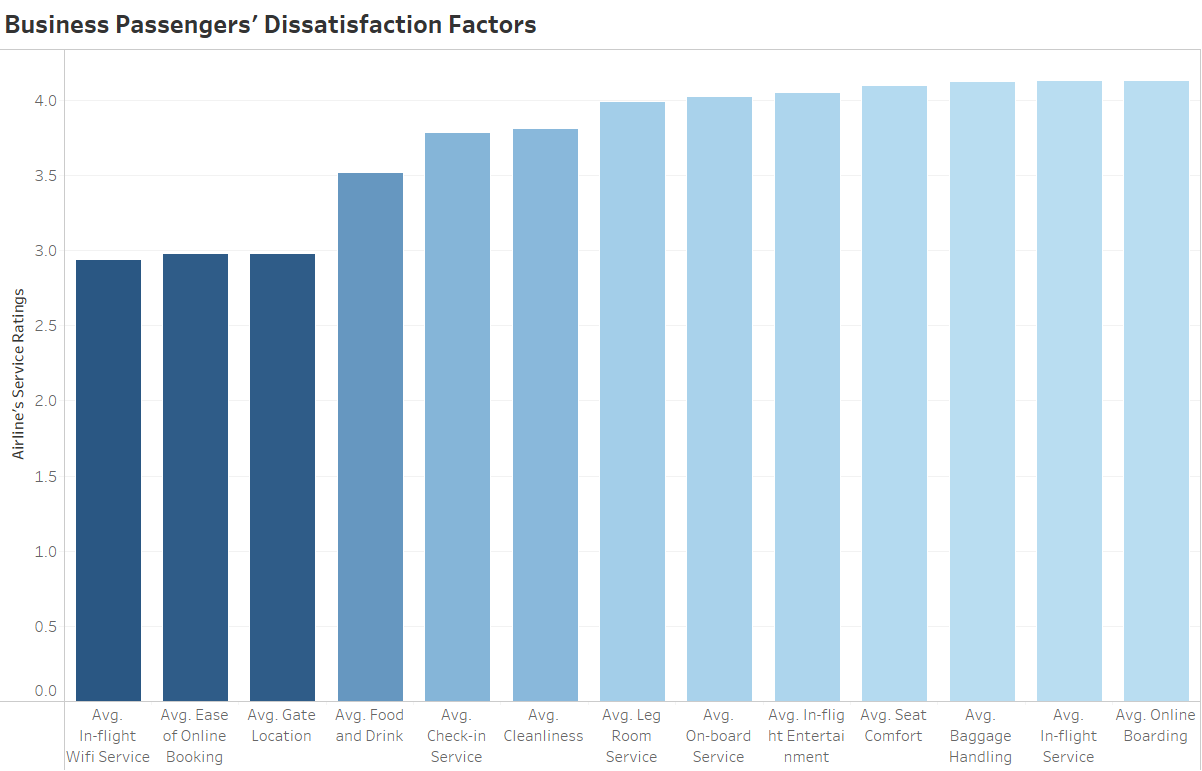 Business Passengers’ Dissatisfaction Factors
4.0
3.5
3.0
2.5
2.0
1.5
1.0
0.5
0.0
Airline’s Service Ratings
Avg.
In-flight
Wifi Service
Avg. Ease
of Online
Booking
Avg. Gate
Location
Avg. Food
and Drink
Avg.
Check-in
Service
Avg.
Cleanliness
Avg. Leg
Room
Service
Avg.
On-board
Service
Avg. In-flig
ht Entertai
nment
Avg. Seat
Comfort
Avg.
Baggage
Handling
Avg.
In-flight
Service
Avg. Online
Boarding